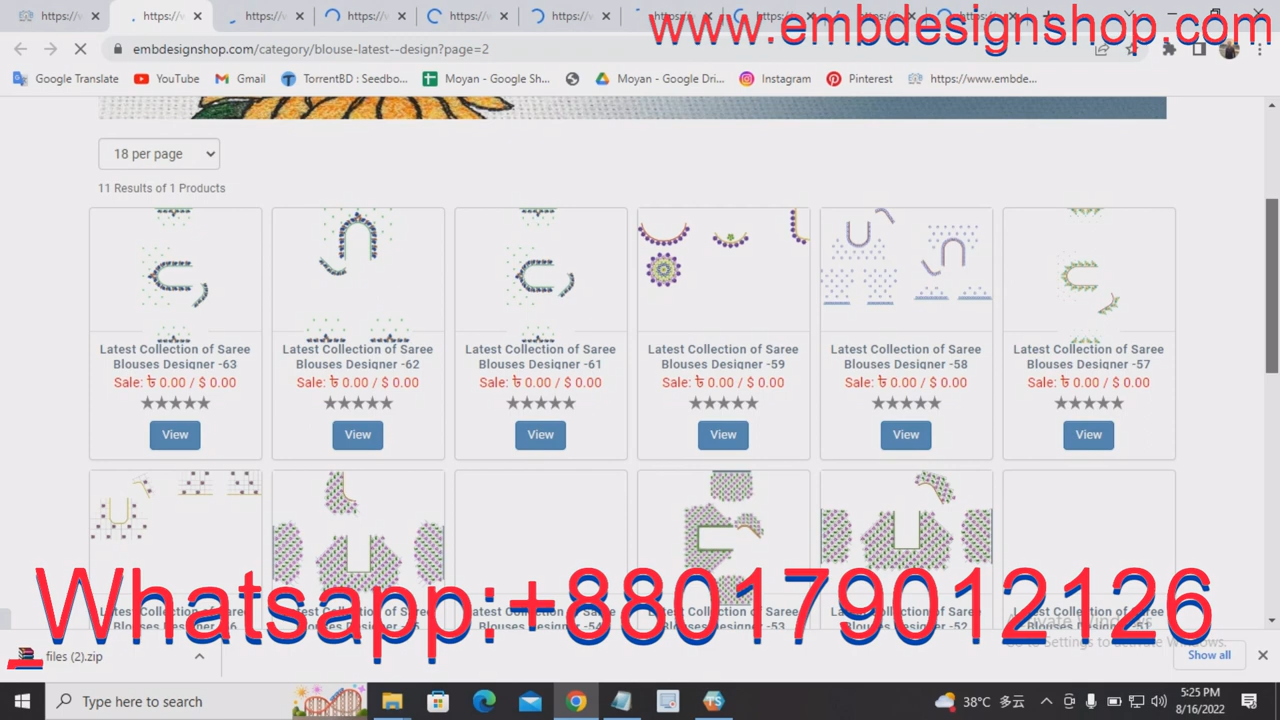 https://v
https://v
https://v
https://v
https://v
https://v
www.embdesignshop.com
embdesignshop.com/category/blouse-latest--design?page=2
Google Translate
YouTube
Gmail
TorrentBD : Seedbo...
Moyan - Google Sh...
Moyan - Google Dri...
Instagram
Pinterest
https://www.embde...
18 per page
11 Results of 1 Products
Latest Collection of Saree Latest Collection of Saree Latest Collection of Saree Latest Collection of Saree Latest Collection of Saree Latest Collection of Saree
Blouses Designer -63 Blouses Designer -62 Blouses Designer -61 Blouses Designer -59 Blouses Designer -58 Blouses Designer -57
Sale: ৳ 0.00 / $ 0.00 Sale: ৳ 0.00 / $ 0.00 Sale: ৳ 0.00 / $ 0.00 Sale: ৳ 0.00 / $ 0.00 Sale: ৳ 0.00 / $ 0.00 Sale: ৳ 0.00 / $ 0.00
View View View View View View
Whatsapp:+880179012126
files (2).zip
Show all
Type here to search
38°C 多云
5:25 PM
8/16/2022